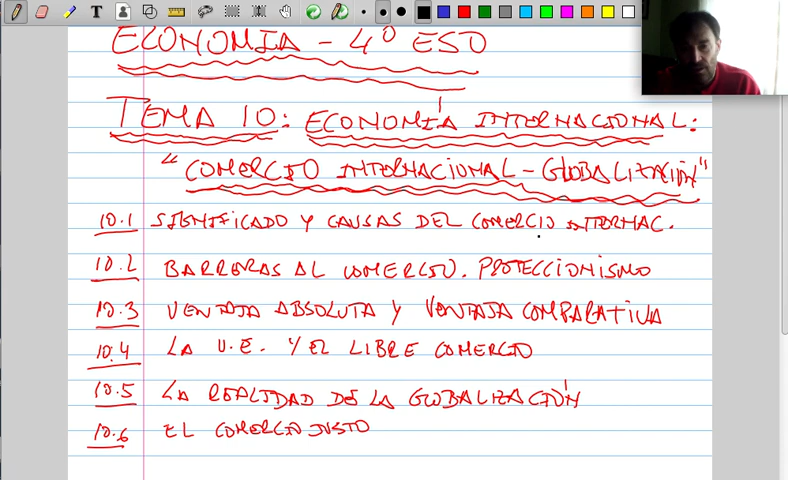 T
ECONOMÍA - 4º ESO
TEMA 10: ECONOMÍA INTERNACIONAL:
"COMERCIO INTERNACIONAL - GLOBALIZACIÓN"
10.1 SIGNIFICADO Y CAUSAS DEL COMERCIO INTERNAC.
10.2 BARRERAS AL COMERCIO. PROTECCIONISMO
10.3 VENTAJA ABSOLUTA Y VENTAJA COMPARATIVA
10.4 LA U.E. Y EL LIBRE COMERCIO
10.5 LA REALIDAD DE LA GLOBALIZACIÓN
10.6 EL COMERCIO JUSTO